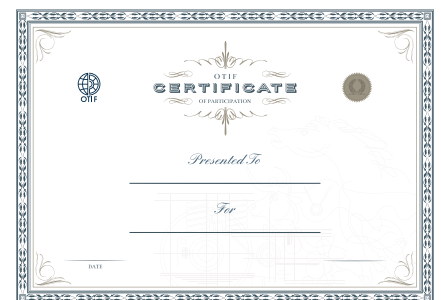 OTIF
CERTIFICATE
OF PARTICIPATION
OTIF
Presented To
For
DATE